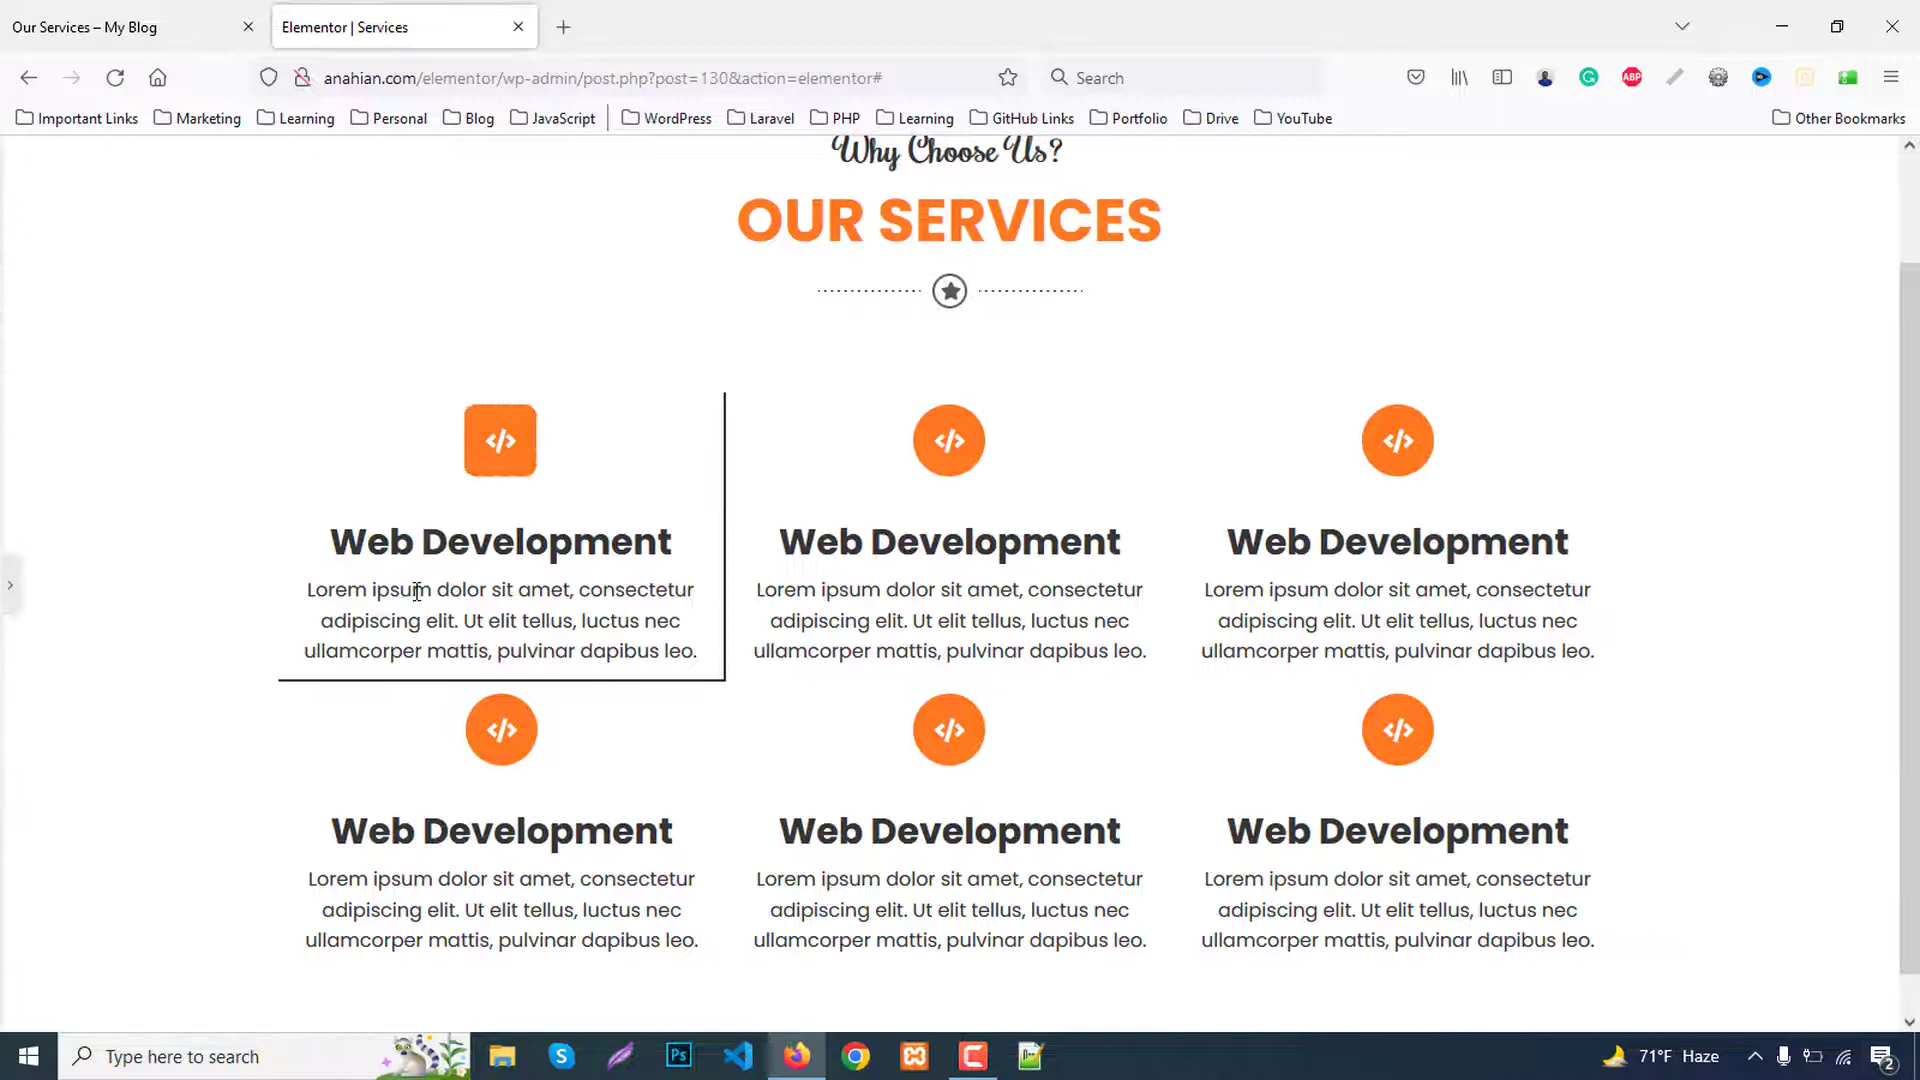 Our Services – My Blog
Elementor | Services
anahian.com/elementor/wp-admin/post.php?post=130&action=elementor#
Search
ABP
Important Links
Marketing
Learning
Personal
Blog
JavaScript
WordPress
Laravel
PHP
Learning
GitHub Links
Portfolio
Drive
YouTube
Other Bookmarks
Why Choose Us?
OUR SERVICES
Web Development
Lorem ipsum dolor sit amet, consectetur
adipiscing elit. Ut elit tellus, luctus nec
ullamcorper mattis, pulvinar dapibus leo.
Web Development
Lorem ipsum dolor sit amet, consectetur
adipiscing elit. Ut elit tellus, luctus nec
ullamcorper mattis, pulvinar dapibus leo.
Web Development
Lorem ipsum dolor sit amet, consectetur
adipiscing elit. Ut elit tellus, luctus nec
ullamcorper mattis, pulvinar dapibus leo.
Web Development
Lorem ipsum dolor sit amet, consectetur
adipiscing elit. Ut elit tellus, luctus nec
ullamcorper mattis, pulvinar dapibus leo.
Web Development
Lorem ipsum dolor sit amet, consectetur
adipiscing elit. Ut elit tellus, luctus nec
ullamcorper mattis, pulvinar dapibus leo.
Web Development
Lorem ipsum dolor sit amet, consectetur
adipiscing elit. Ut elit tellus, luctus nec
ullamcorper mattis, pulvinar dapibus leo.
Type here to search
Ps
71°F Haze
2